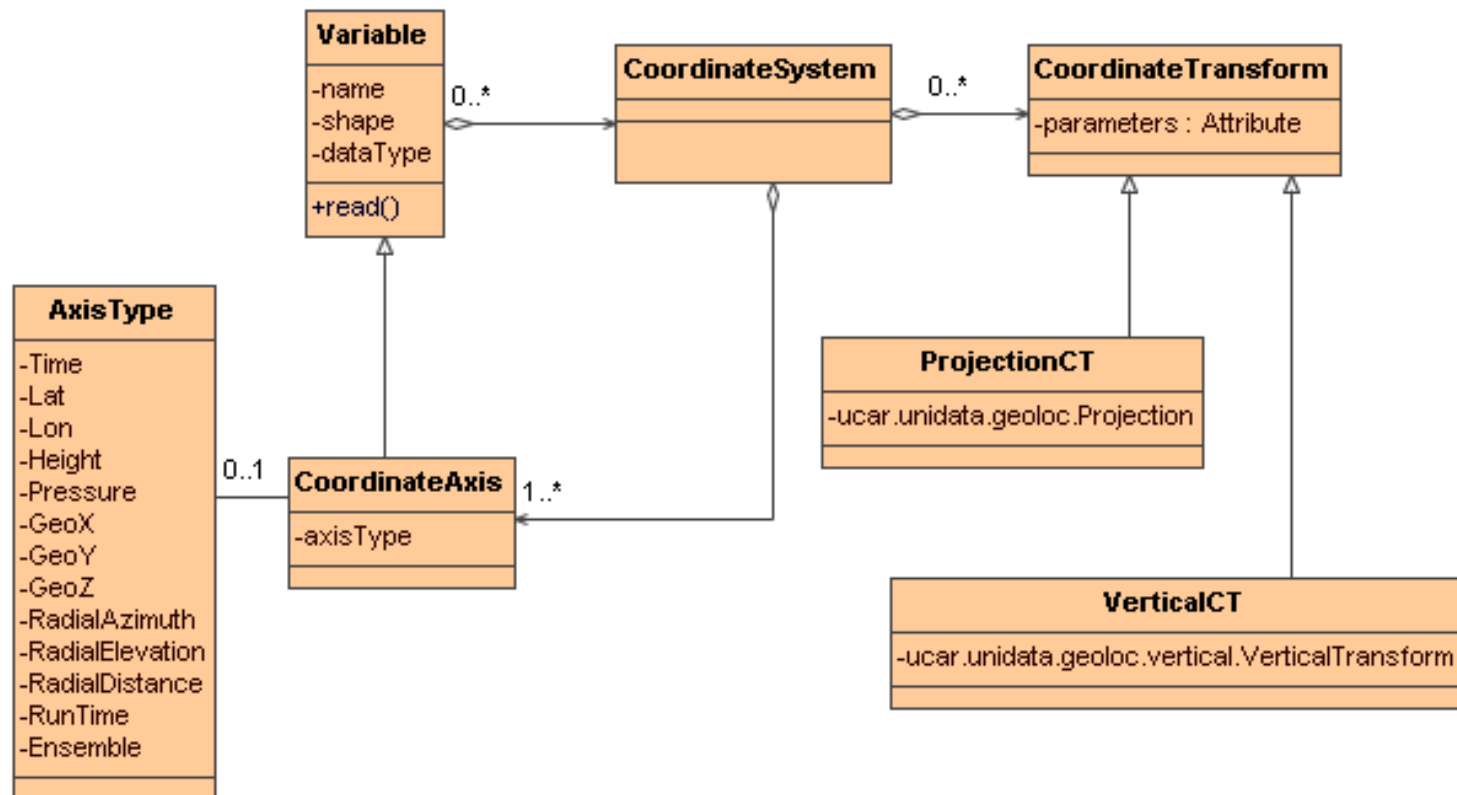 Variable
-name
-shape
-dataType
+read()
0..*
CoordinateSystem
0..*
CoordinateTransform
-parameters : Attribute
AxisType
-Time
-Lat
-Lon
-Height
-Pressure
-GeoX
-GeoY
-GeoZ
-RadialAzimuth
-RadialElevation
-RadialDistance
-RunTime
-Ensemble
0..1
CoordinateAxis
-axisType
1..*
ProjectionCT
-ucar.unidata.geoloc.Projection
VerticalCT
-ucar.unidata.geoloc.vertical.VerticalTransform